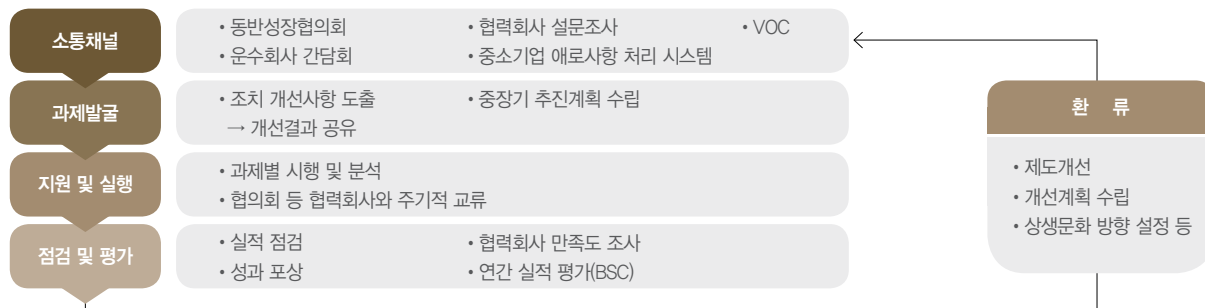 소통채널
• 동반성장협의회 • 협력회사 설문조사 • VOC
• 운수회사 간담회 • 중소기업 애로사항 처리 시스템
과제발굴
• 조치 개선사항 도출 • 중장기 추진계획 수립
→ 개선결과 공유
지원 및 실행
• 과제별 시행 및 분석
• 협의회 등 협력회사와 주기적 교류
점검 및 평가
• 실적 점검 • 협력회사 만족도 조사
• 성과 포상 • 연간 실적 평가(BSC)
환 류
• 제도개선
• 개선계획 수립
• 상생문화 방향 설정 등